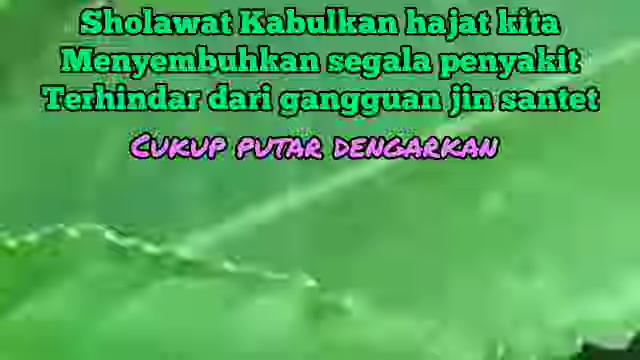 Sholawat Kabulkan hajat kita
Menyembuhkan segala penyakit
Terhindar dari gangguan jin santet
Cukup putar dengarkan